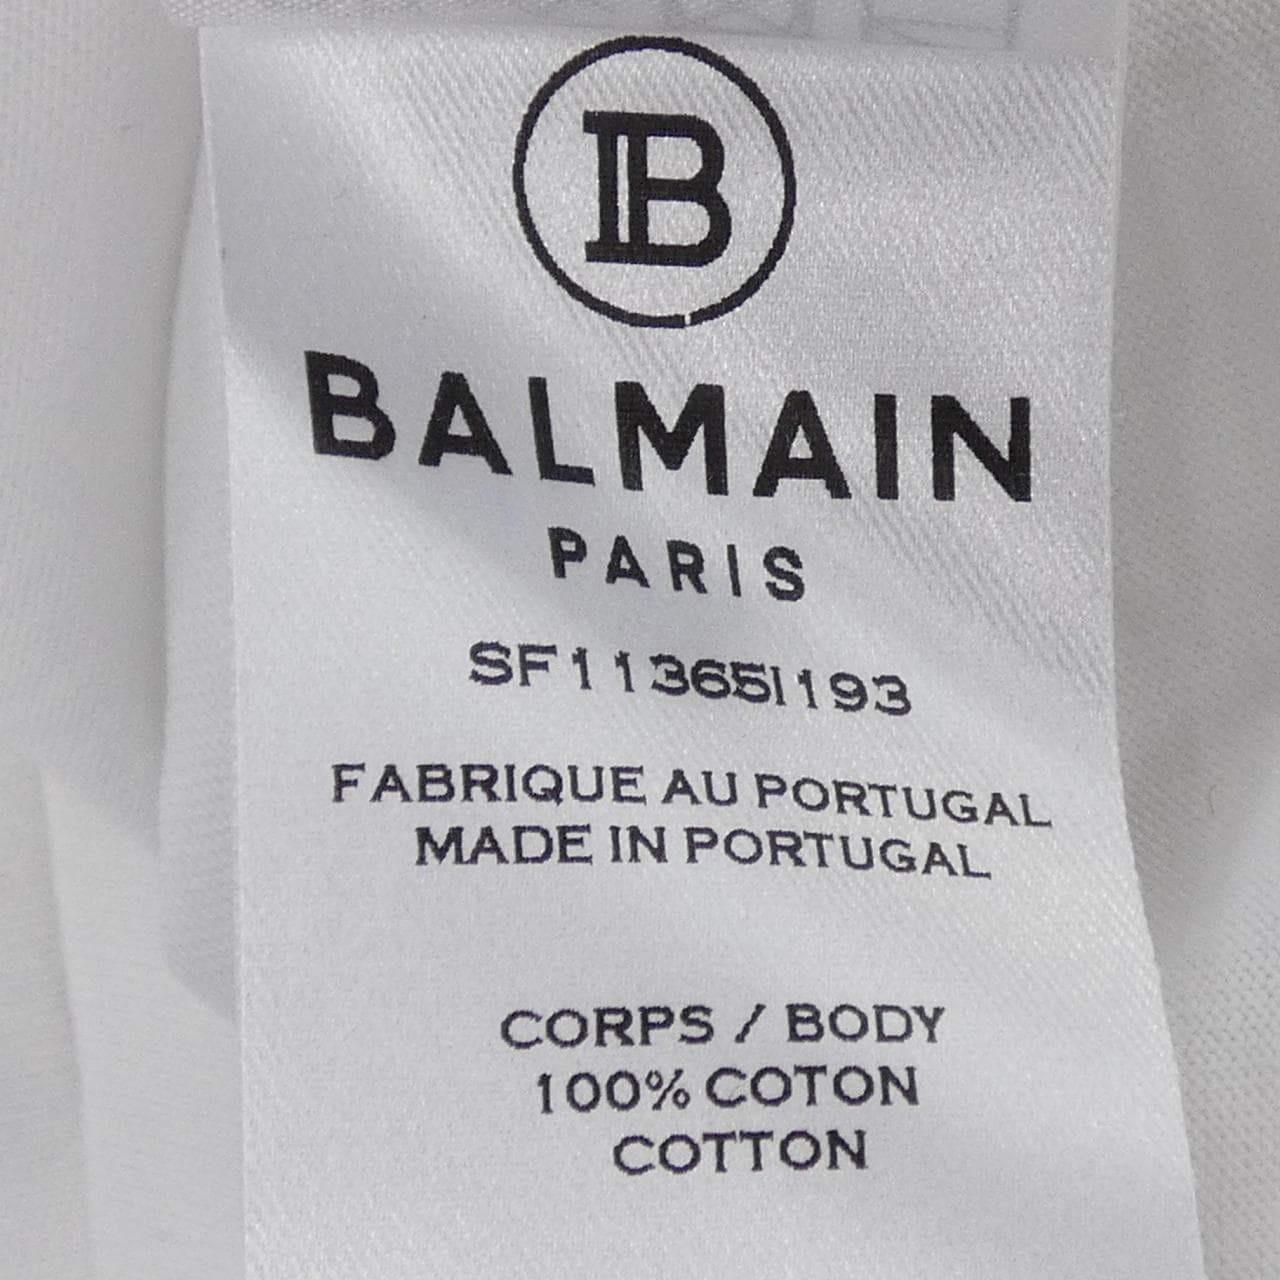 B
BALMAIN
PARIS
SF11365I193
FABRIQUE AU PORTUGAL
MADE IN PORTUGAL
CORPS / BODY
100% COTON
COTTON